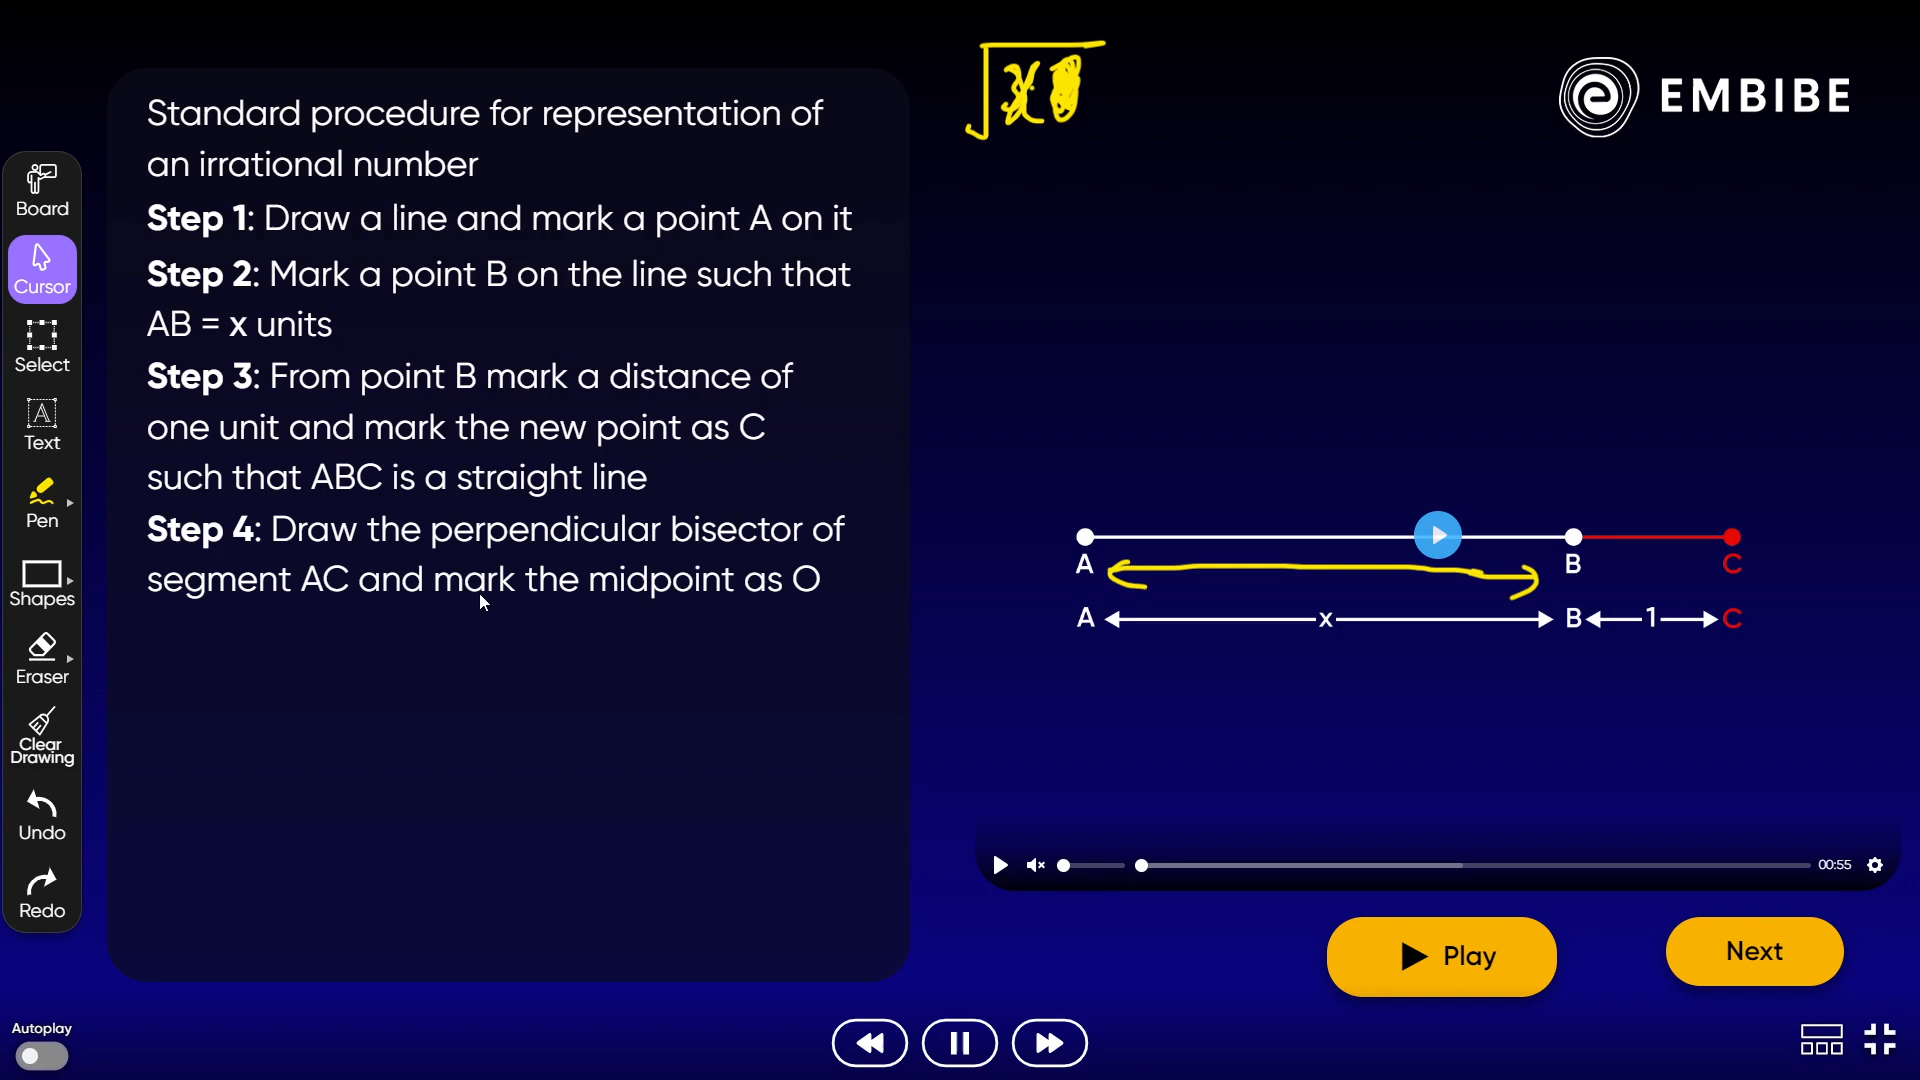 √x
EMBIBE
Standard procedure for representation of
an irrational number
Step 1: Draw a line and mark a point A on it
Step 2: Mark a point B on the line such that
AB = x units
Step 3: From point B mark a distance of
one unit and mark the new point as C
such that ABC is a straight line
Step 4: Draw the perpendicular bisector of
segment AC and mark the midpoint as O
Board
Cursor
Select
Text
Pen
Shapes
Eraser
Clear
Drawing
Undo
Redo
A B C
A x B 1 C
00:55
Play
Next
Autoplay